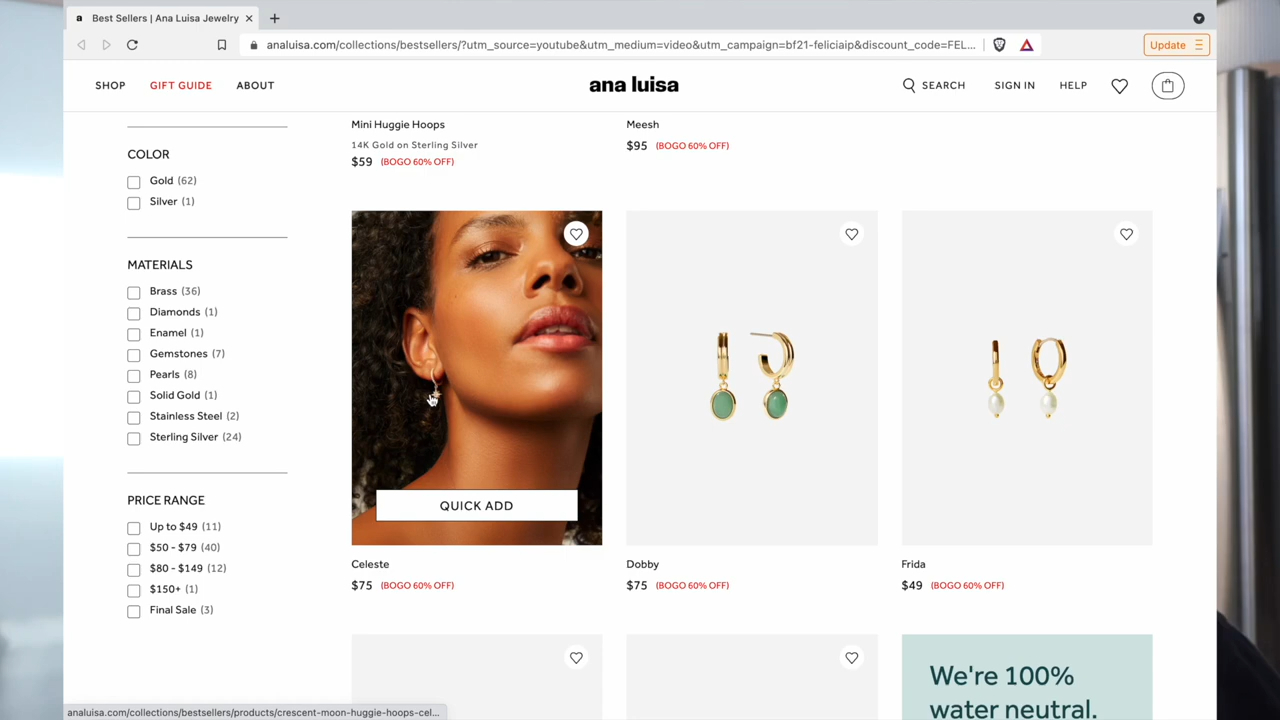 a Best Sellers | Ana Luisa Jewelry
Update
analuisa.com/collections/bestsellers/?utm_source=youtube&utm_medium=video&utm_campaign=bf21-feliciaip&discount_code=FEL...
SHOP GIFT GUIDE ABOUT
ana luisa
SEARCH SIGN IN HELP
Mini Huggie Hoops
14K Gold on Sterling Silver
$59 (BOGO 60% OFF)
Meesh
$95 (BOGO 60% OFF)
COLOR
Gold (62)
Silver (1)
MATERIALS
Brass (36)
Diamonds (1)
Enamel (1)
Gemstones (7)
Pearls (8)
Solid Gold (1)
Stainless Steel (2)
Sterling Silver (24)
PRICE RANGE
Up to $49 (11)
$50 - $79 (40)
$80 - $149 (12)
$150+ (1)
Final Sale (3)
QUICK ADD
Celeste
$75 (BOGO 60% OFF)
Dobby
$75 (BOGO 60% OFF)
Frida
$49 (BOGO 60% OFF)
We're 100%
water neutral.
analuisa.com/collections/bestsellers/products/crescent-moon-huggie-hoops-cel...